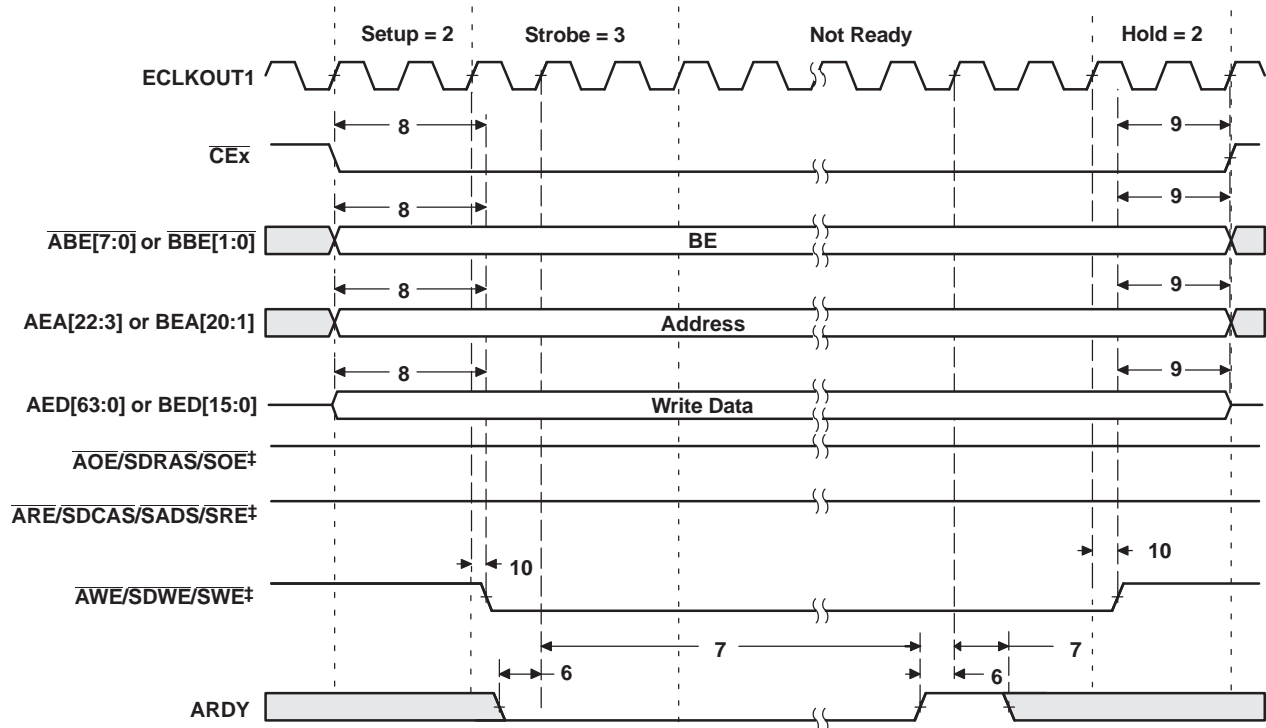 Setup = 2 Strobe = 3 Not Ready Hold = 2
ECLKOUT1
8 9
CEx
8 9
ABE[7:0] or BBE[1:0] BE
8 9
AEA[22:3] or BEA[20:1] Address
8 9
AED[63:0] or BED[15:0] Write Data
AOE/SDRAS/SOE‡
ARE/SDCAS/SADS/SRE‡
10 10
AWE/SDWE/SWE‡
7 7
6 6
ARDY